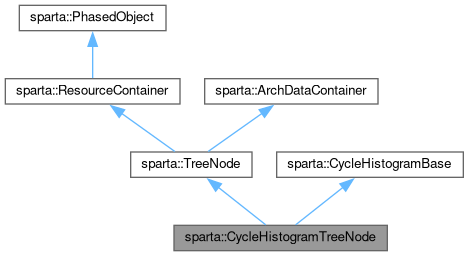 sparta::PhasedObject
sparta::ResourceContainer
sparta::ArchDataContainer
sparta::TreeNode
sparta::CycleHistogramBase
sparta::CycleHistogramTreeNode